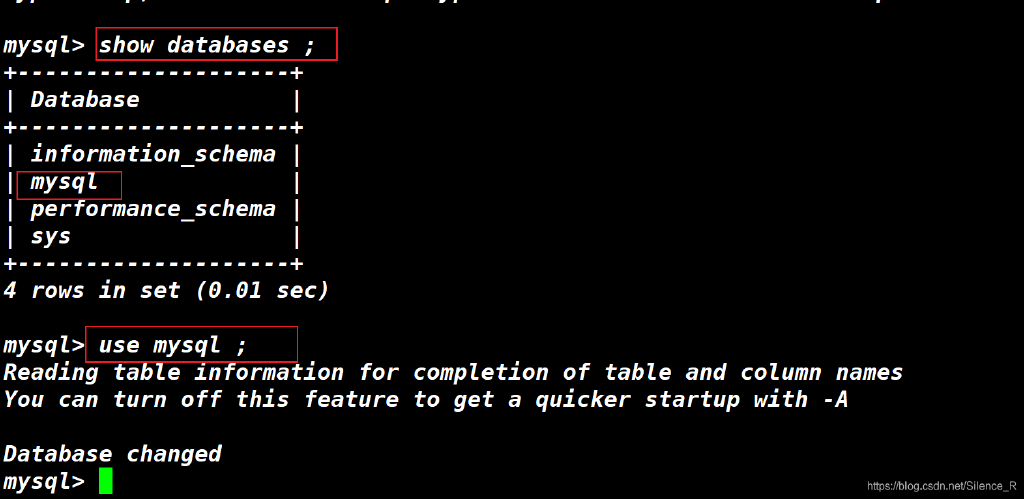 mysql> show databases ;
+--------------------+
| Database           |
+--------------------+
| information_schema |
| mysql              |
| performance_schema |
| sys                |
+--------------------+
4 rows in set (0.01 sec)
mysql> use mysql ;
Reading table information for completion of table and column names
You can turn off this feature to get a quicker startup with -A
Database changed
mysql>
https://blog.csdn.net/Silence_R